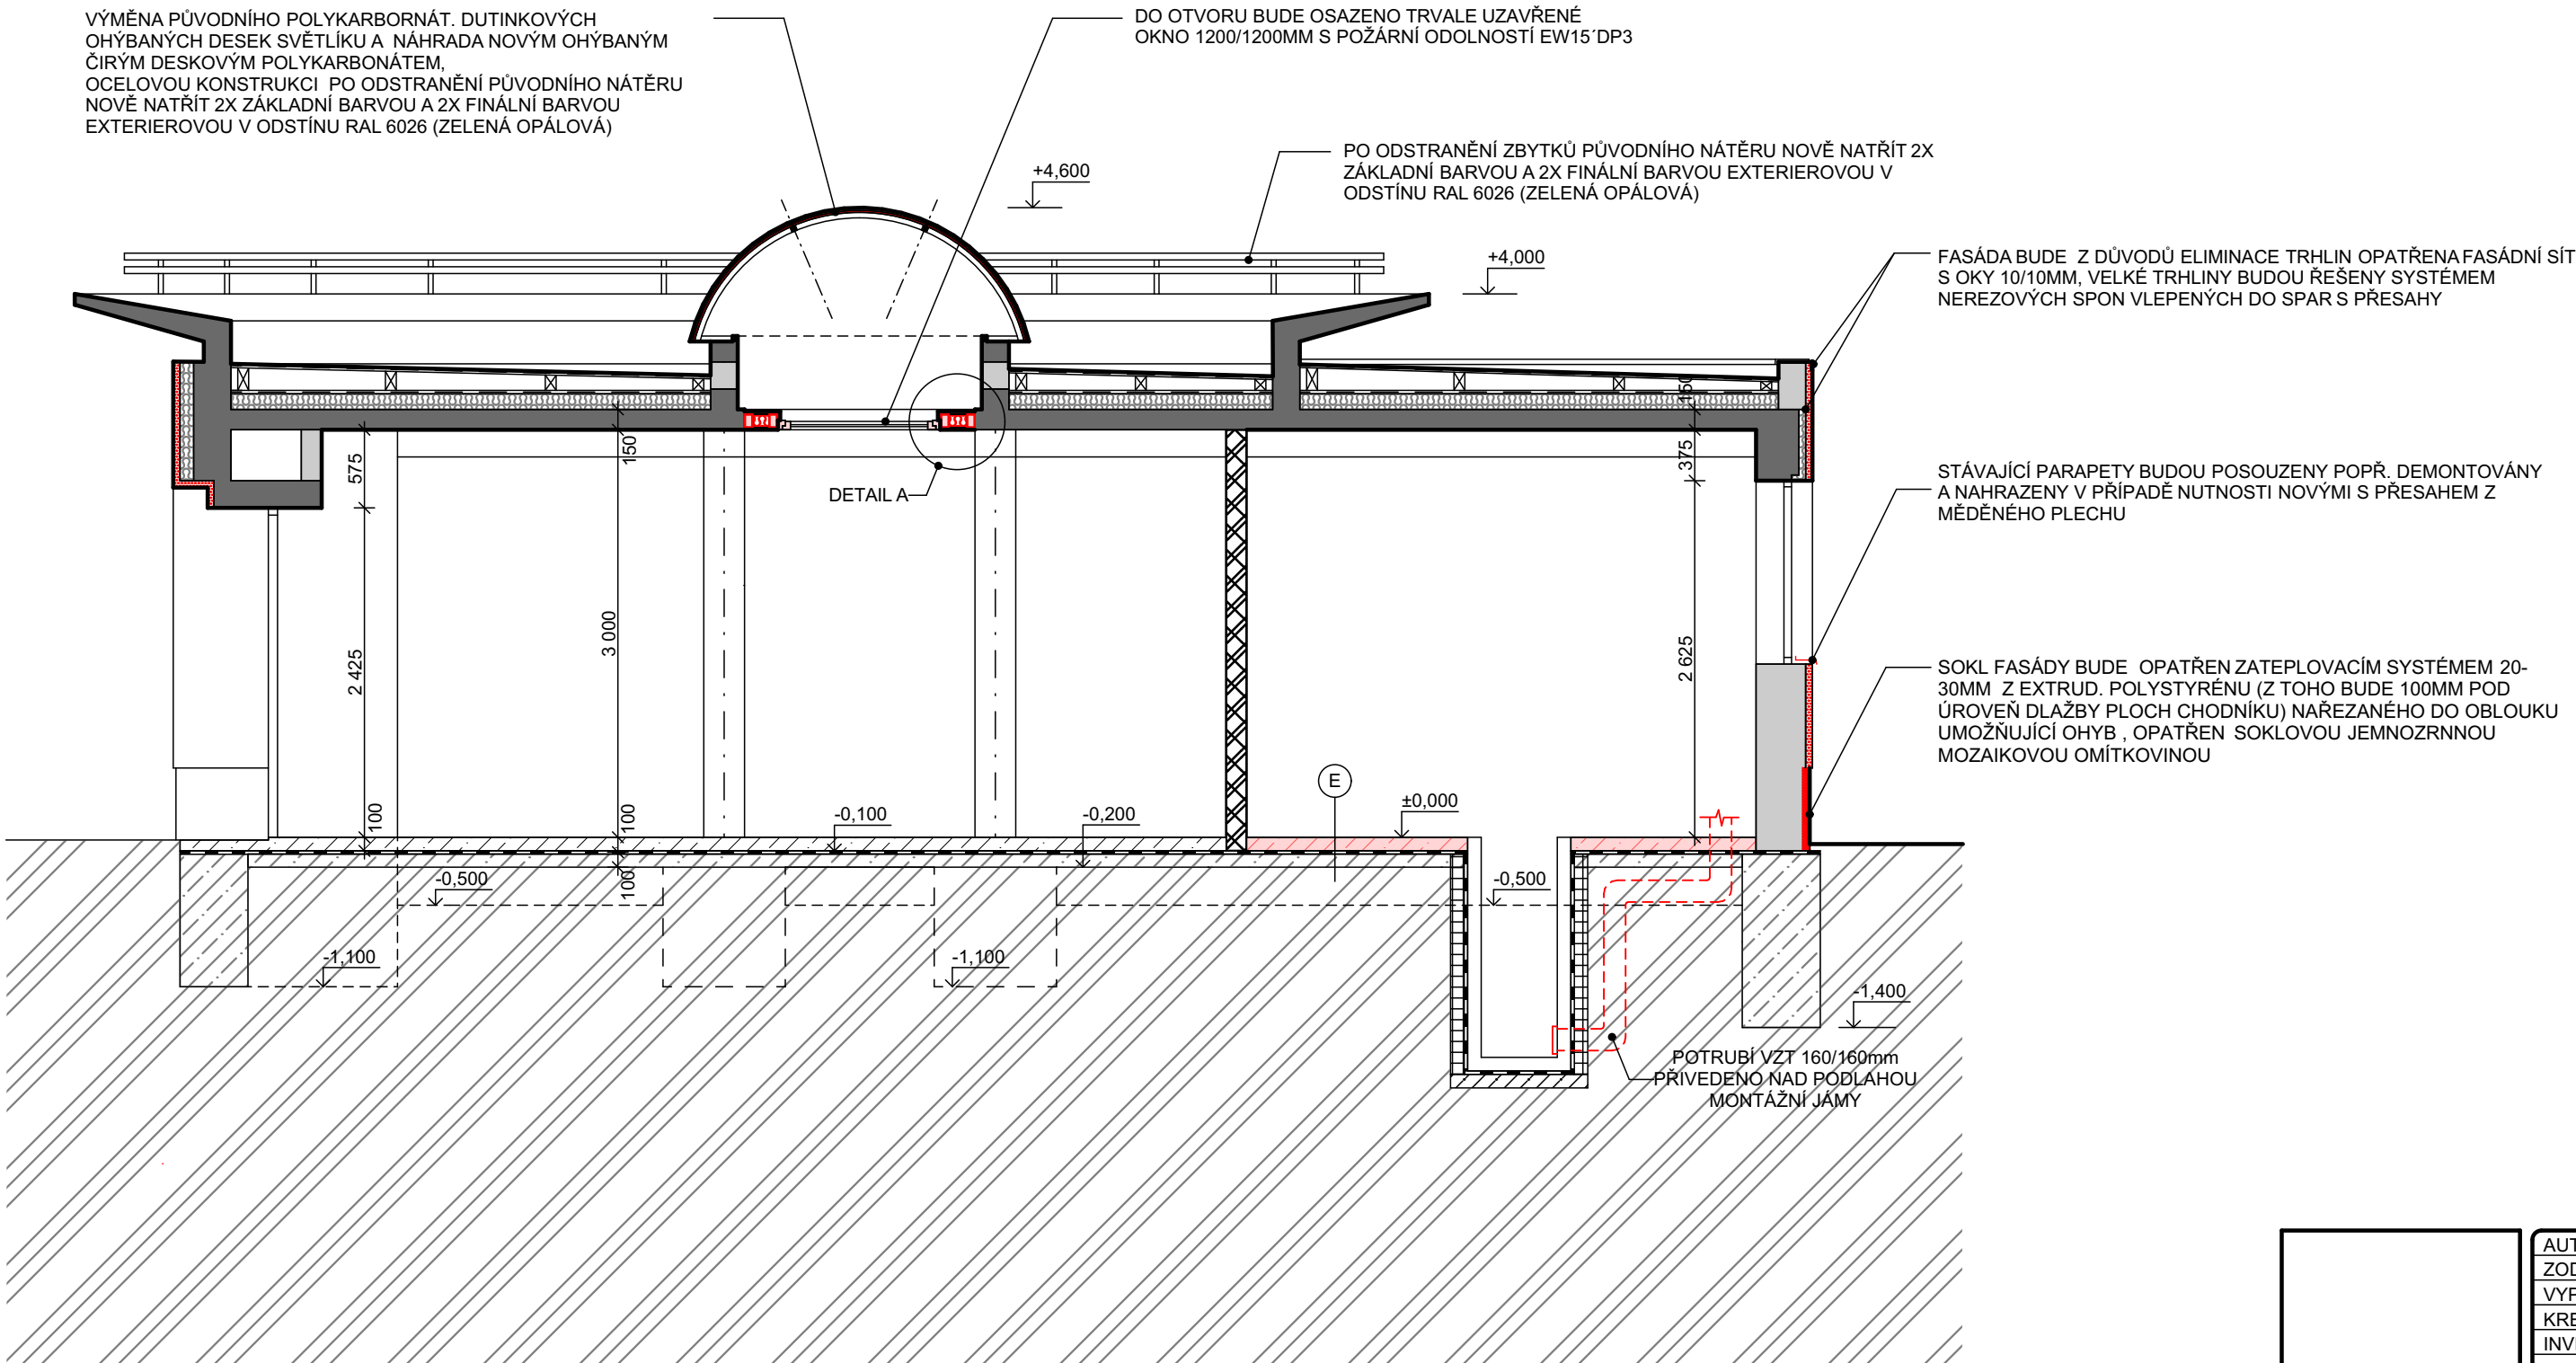 VÝMĚNA PŮVODNÍHO POLYKARBORNÁT. DUTINKOVÝCH
OHÝBANÝCH DESEK SVĚTLÍKU A NÁHRADA NOVÝM OHÝBANÝM
ČIRÝM DESKOVÝM POLYKARBONÁTEM,
OCELOVOU KONSTRUKCI PO ODSTRANĚNÍ PŮVODNÍHO NÁTĚRU
NOVĚ NATŘÍT 2X ZÁKLADNÍ BARVOU A 2X FINÁLNÍ BARVOU
EXTERIEROVOU V ODSTÍNU RAL 6026 (ZELENÁ OPÁLOVÁ)
DO OTVORU BUDE OSAZENO TRVALE UZAVŘENÉ
OKNO 1200/1200MM S POŽÁRNÍ ODOLNOSTÍ EW15´DP3
PO ODSTRANĚNÍ ZBYTKŮ PŮVODNÍHO NÁTĚRU NOVĚ NATŘÍT 2X
ZÁKLADNÍ BARVOU A 2X FINÁLNÍ BARVOU EXTERIEROVOU V
ODSTÍNU RAL 6026 (ZELENÁ OPÁLOVÁ)
+4,600
+4,000
FASÁDA BUDE Z DŮVODŮ ELIMINACE TRHLIN OPATŘENA FASÁDNÍ SÍT
S OKY 10/10MM, VELKÉ TRHLINY BUDOU ŘEŠENY SYSTÉMEM
NEREZOVÝCH SPON VLEPENÝCH DO SPAR S PŘESAHY
150
375
575
150
DETAIL A
STÁVAJÍCÍ PARAPETY BUDOU POSOUZENY POPŘ. DEMONTOVÁNY
A NAHRAZENY V PŘÍPADĚ NUTNOSTI NOVÝMI S PŘESAHEM Z
MĚDĚNÉHO PLECHU
2 425
3 000
2 625
SOKL FASÁDY BUDE OPATŘEN ZATEPLOVACÍM SYSTÉMEM 20-
30MM Z EXTRUD. POLYSTYRÉNU (Z TOHO BUDE 100MM POD
ÚROVEŇ DLAŽBY PLOCH CHODNÍKU) NAŘEZANÉHO DO OBLOUKU
UMOŽŇUJÍCÍ OHYB , OPATŘEN SOKLOVOU JEMNOZRNNOU
MOZAIKOVOU OMÍTKOVINOU
E
100
100
-0,100
-0,200
±0,000
100
-0,500
-0,500
-1,100
-1,100
-1,400
POTRUBÍ VZT 160/160mm
PŘIVEDENO NAD PODLAHOU
MONTÁŽNÍ JÁMY
AUT
ZOD
VYP
KRE
INV